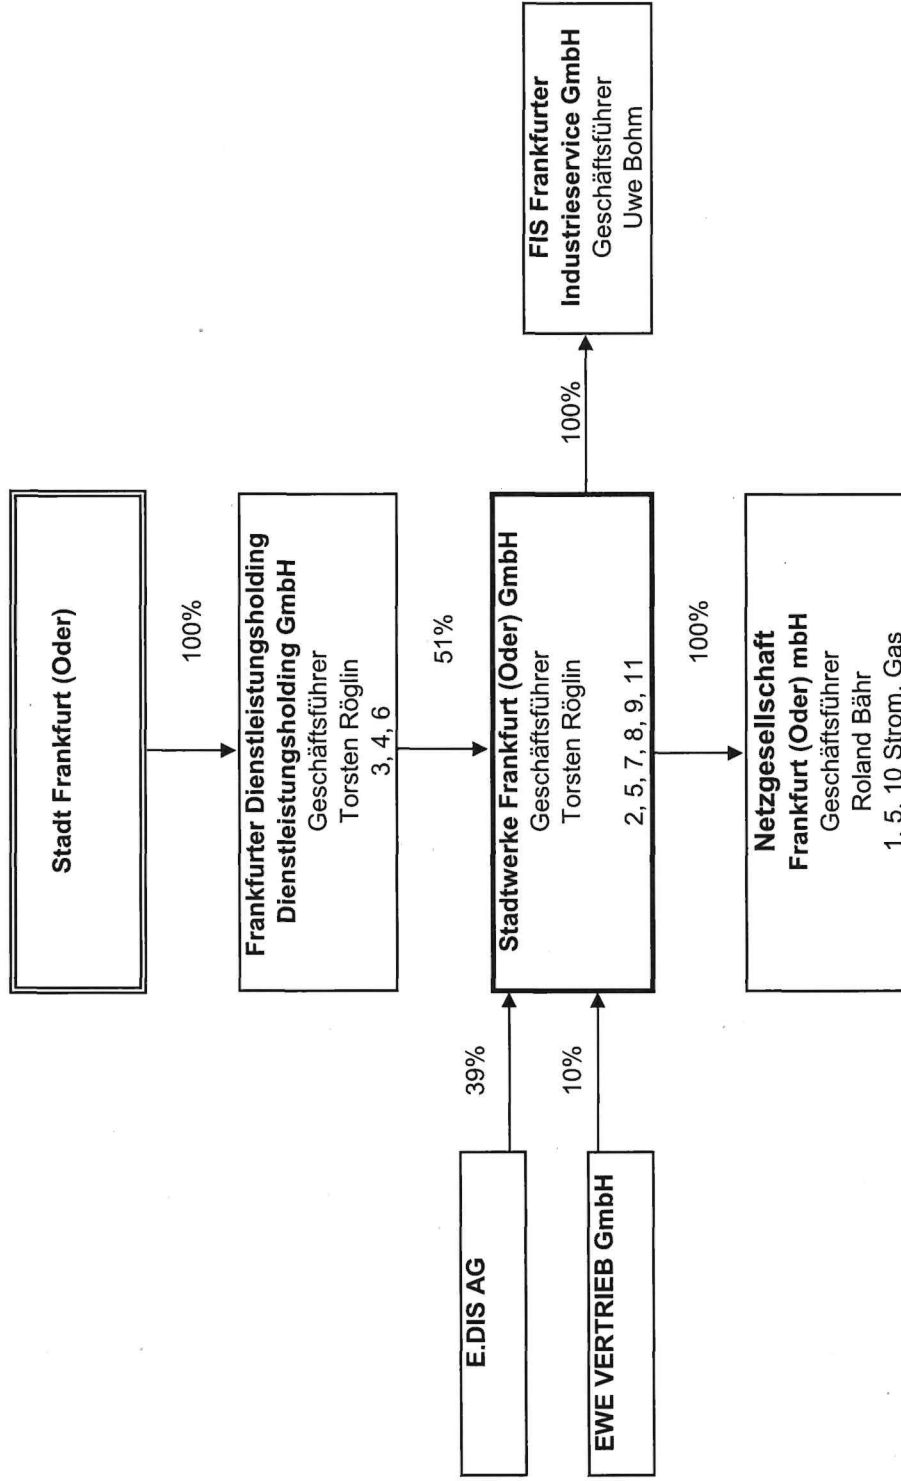 Stadt Frankfurt (Oder)
100%
Frankfurter Dienstleistungsholding
Dienstleistungsholding GmbH
Geschäftsführer
Torsten Röglin
3, 4, 6
51%
E.DIS AG
39%
EWE VERTRIEB GmbH
10%
Stadtwerke Frankfurt (Oder) GmbH
Geschäftsführer
Torsten Röglin
2, 5, 7, 8, 9, 11
100%
FIS Frankfurter
Industrieservice GmbH
Geschäftsführer
Uwe Bohm
100%
Netzgesellschaft
Frankfurt (Oder) mbH
Geschäftsführer
Roland Bähr
1, 5, 10 Strom, Gas